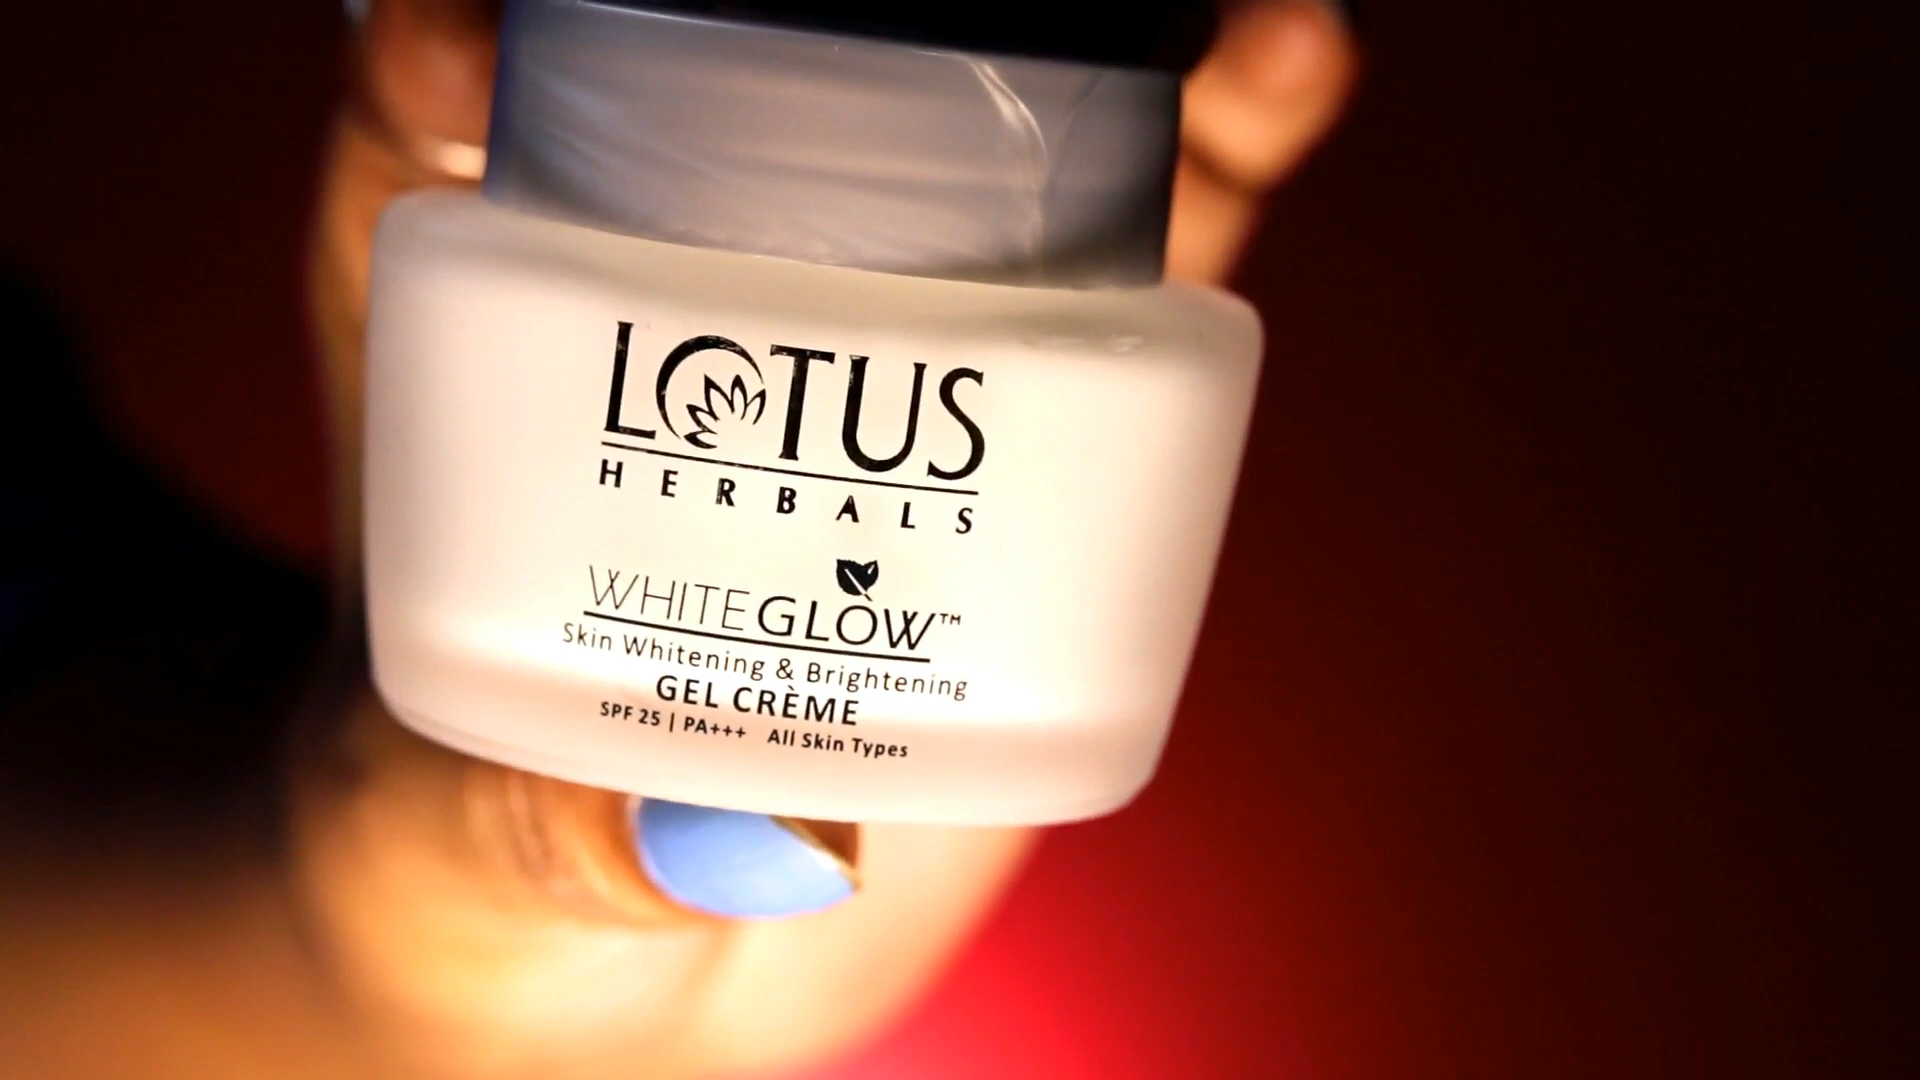 LOTUS
HERBALS
WHITEGLOW™
Skin Whitening & Brightening
GEL CRÈME
SPF 25 | PA+++ All Skin Types